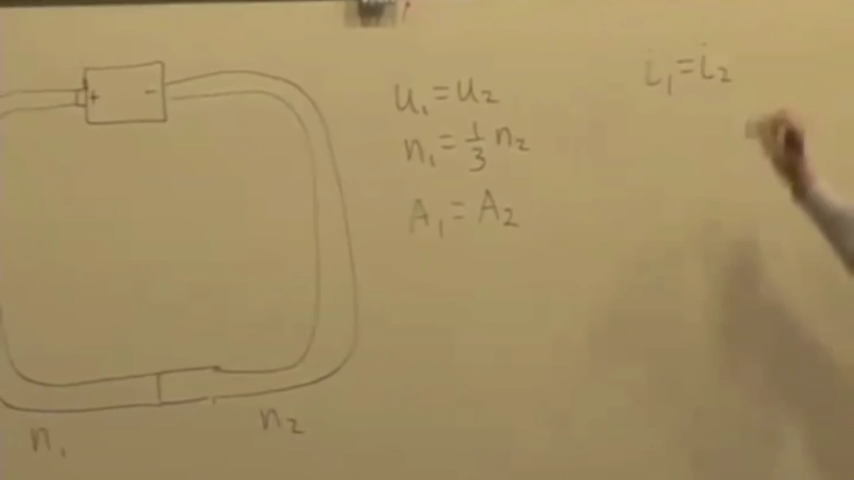 + -
u₁ = u₂
n₁ = 1/3 n₂
A₁ = A₂
i₁ = i₂
n₁
n₂